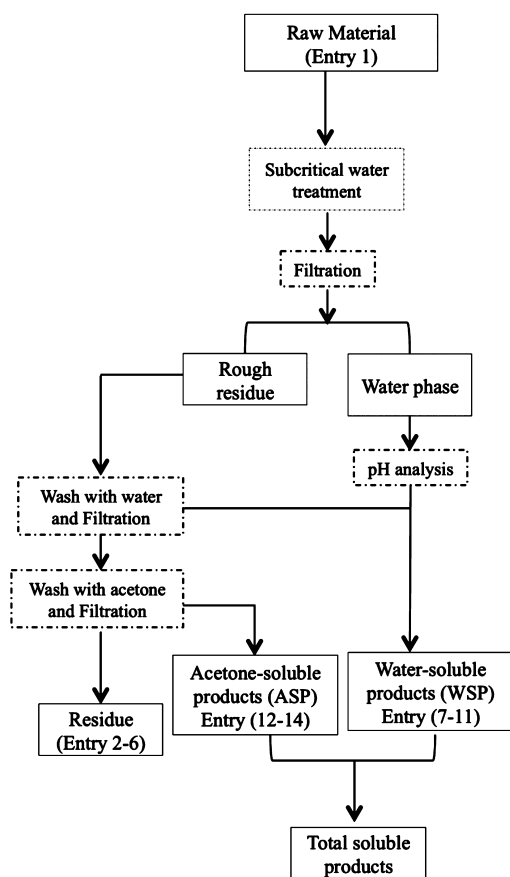 Raw Material
(Entry 1)
Subcritical water
treatment
Filtration
Rough
residue
Water phase
pH analysis
Wash with water
and Filtration
Wash with acetone
and Filtration
Acetone-soluble
products (ASP)
Entry (12-14)
Water-soluble
products (WSP)
Entry (7-11)
Residue
(Entry 2-6)
Total soluble
products